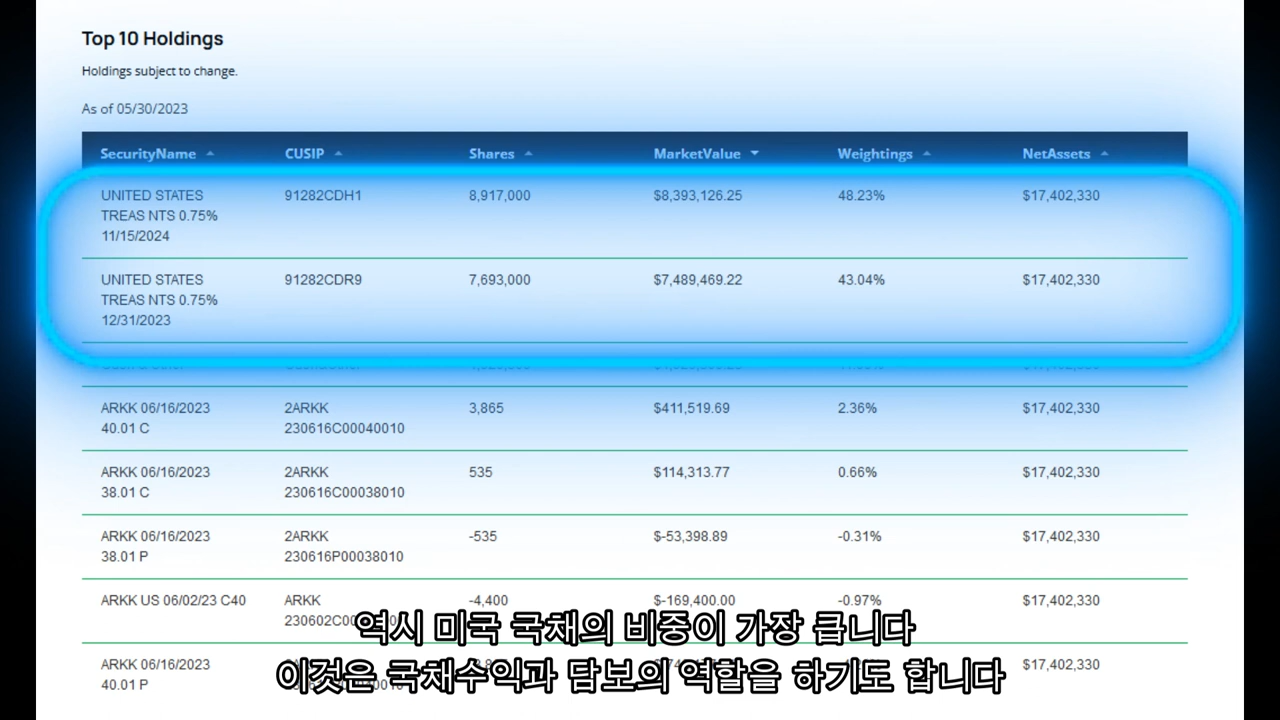 Top 10 Holdings
Holdings subject to change.
As of 05/30/2023
SecurityName CUSIP Shares MarketValue Weightings NetAssets
UNITED STATES 91282CDH1 8,917,000 $8,393,126.25 48.23% $17,402,330
TREAS NTS 0.75%
11/15/2024
UNITED STATES 91282CDR9 7,693,000 $7,489,469.22 43.04% $17,402,330
TREAS NTS 0.75%
12/31/2023
ARKK 06/16/2023 2ARKK 3,865 $411,519.69 2.36% $17,402,330
40.01 C 230616C00040010
ARKK 06/16/2023 2ARKK 535 $114,313.77 0.66% $17,402,330
38.01 C 230616C00038010
ARKK 06/16/2023 2ARKK -535 $-53,398.89 -0.31% $17,402,330
38.01 P 230616P00038010
ARKK US 06/02/23 C40 ARKK -4,400 $-169,400.00 -0.97% $17,402,330
역시 미국 국채의 비중이 가장 큽니다
ARKK 06/16/2023 $17,402,330
40.01 P
이것은 국채수익과 담보의 역할을 하기도 합니다